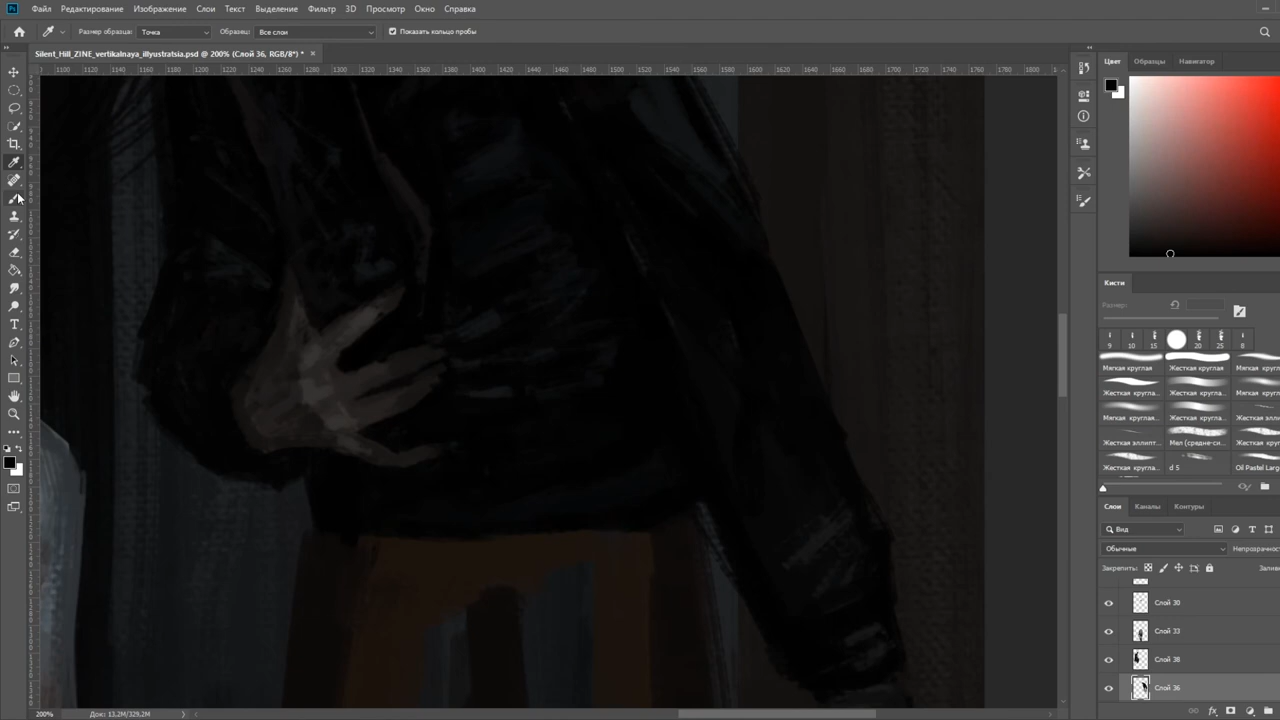 Файл Редактирование Изображение Слои Текст Выделение Фильтр 3D Просмотр Окно Справка
Размер образца: Точка Образец: Все слои Показать кольцо пробы
Silent_Hill_ZINE_vertikalnaya_illyustratsia.psd @ 200% (Слой 36, RGB/8*) *
1100 1120 1140 1160 1180 1200 1220 1240 1260 1280 1300 1320 1340 1360 1380 1400 1420 1440 1460 1480 1500 1520 1540 1560 1580 1600 1620 1640 1660 1680 1700 1720 1740 1760 1780 1800
Цвет Образцы Навигатор
Кисти
Размер:
9 10 15 20 25 8
Мягкая круглая Жесткая круглая Мягкая
Жесткая кругла... Жесткая кругла... Мягкая
Мягкая кругла... Жесткая кругла... Жесткая элли
Жесткий эллипт... Мел (средне-си... Жесткая
Жесткая кругла... d 5 Oil Pastel Larg
Слои Каналы Контуры
Вид
Обычные Непрозрачнос
Закрепить: Залив
Слой 30
Слой 33
Слой 38
Слой 36
200% Док: 13,2M/329,2M